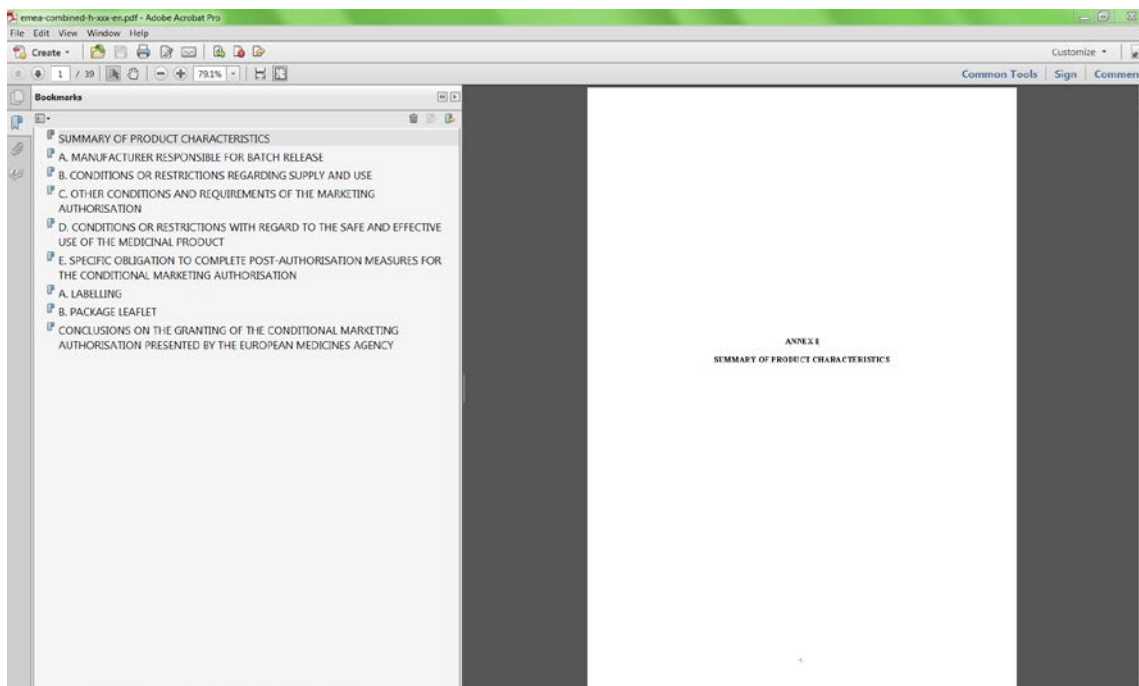 emea-combined-h-xxx-en.pdf - Adobe Acrobat Pro
File Edit View Window Help
Create
Customize
1 / 39
79.1%
Common Tools Sign Commen
Bookmarks
SUMMARY OF PRODUCT CHARACTERISTICS
A. MANUFACTURER RESPONSIBLE FOR BATCH RELEASE
B. CONDITIONS OR RESTRICTIONS REGARDING SUPPLY AND USE
C. OTHER CONDITIONS AND REQUIREMENTS OF THE MARKETING
AUTHORISATION
D. CONDITIONS OR RESTRICTIONS WITH REGARD TO THE SAFE AND EFFECTIVE
USE OF THE MEDICINAL PRODUCT
E. SPECIFIC OBLIGATION TO COMPLETE POST-AUTHORISATION MEASURES FOR
THE CONDITIONAL MARKETING AUTHORISATION
A. LABELLING
B. PACKAGE LEAFLET
CONCLUSIONS ON THE GRANTING OF THE CONDITIONAL MARKETING
AUTHORISATION PRESENTED BY THE EUROPEAN MEDICINES AGENCY
ANNEX I
SUMMARY OF PRODUCT CHARACTERISTICS